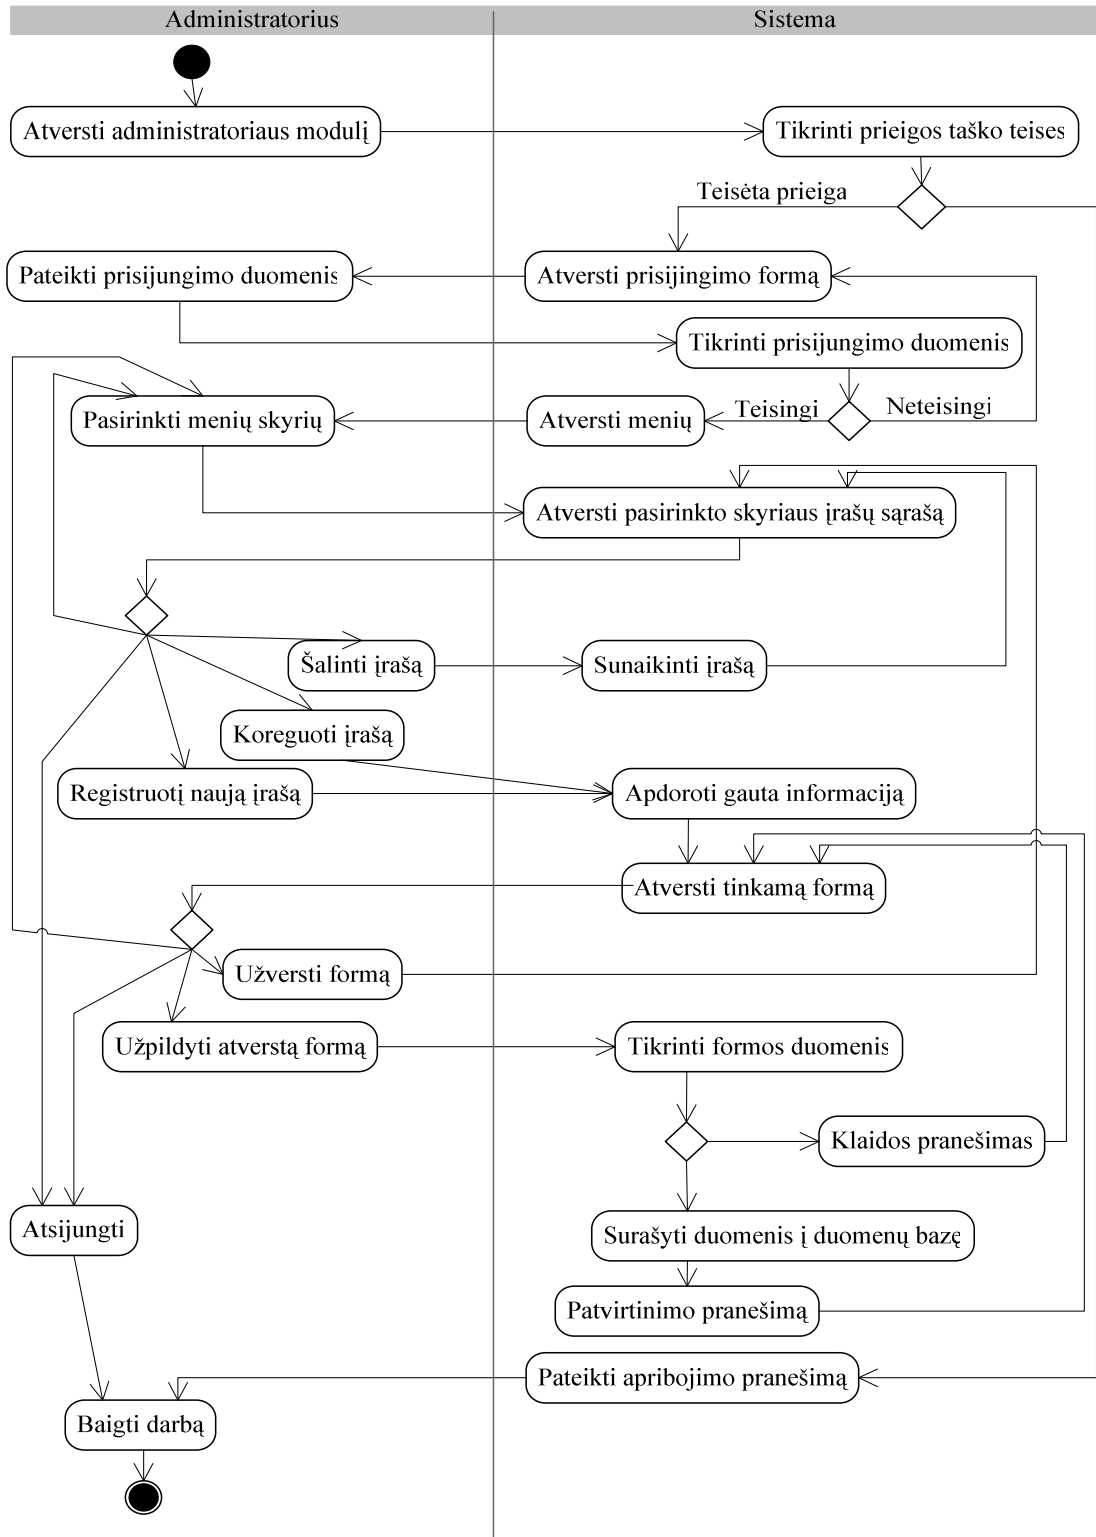 Administratorius
Sistema
Atversti administratoriaus modulį
Tikrinti prieigos taško teises
Teisėta prieiga
Pateikti prisijungimo duomenis
Atversti prisijingimo formą
Tikrinti prisijungimo duomenis
Pasirinkti menių skyrių
Atversti menių
Teisingi
Neteisingi
Atversti pasirinkto skyriaus įrašų sąrašą
Šalinti įrašą
Sunaikinti įrašą
Koreguoti įrašą
Registruotį naują įrašą
Apdoroti gauta informaciją
Atversti tinkamą formą
Užversti formą
Užpildyti atverstą formą
Tikrinti formos duomenis
Klaidos pranešimas
Atsijungti
Surašyti duomenis į duomenų bazę
Patvirtinimo pranešimą
Pateikti apribojimo pranešimą
Baigti darbą